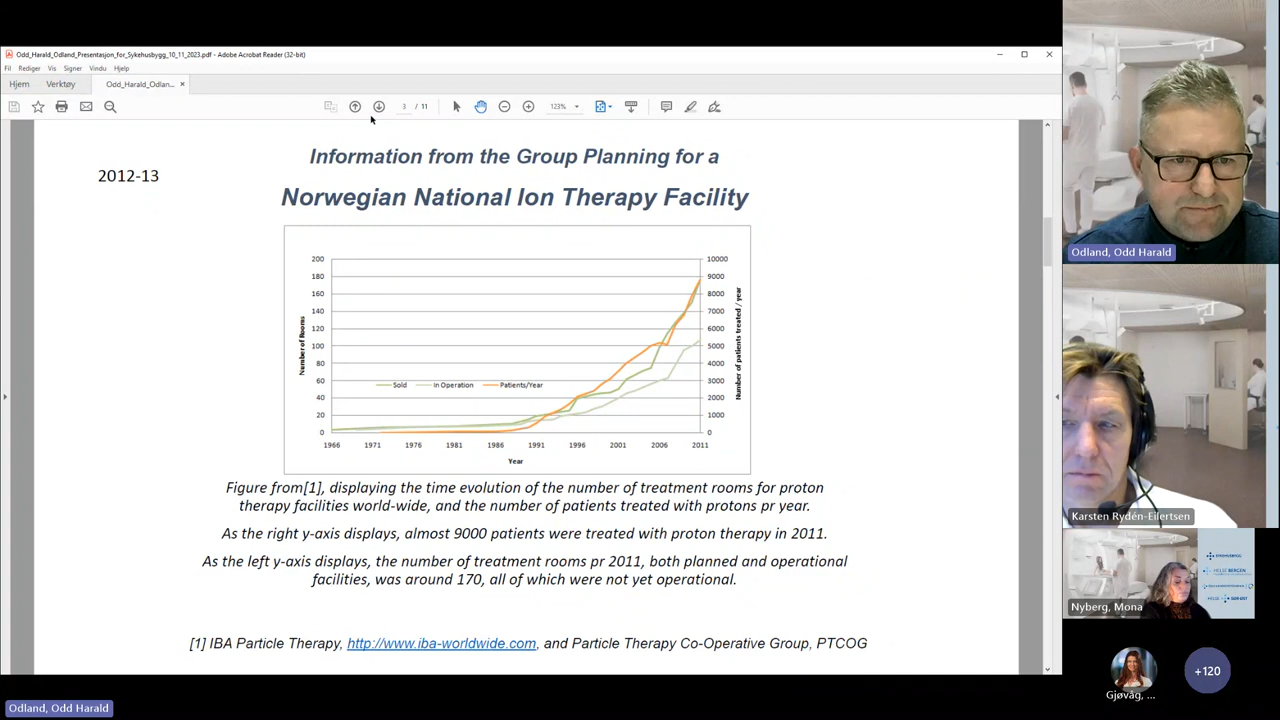 Odd_Harald_Odland_Presentasjon_for_Sykehusbygg_10_11_2023.pdf - Adobe Acrobat Reader (32-bit)
Fil Rediger Vis Signer Vindu Hjelp
Hjem Verktøy Odd_Harald_Odlan... ×
3 / 11 123%
2012-13
Information from the Group Planning for a
Norwegian National Ion Therapy Facility
200 10000
180 9000
160 8000
140 7000
120 6000
100 5000
80 4000
60 3000
40 2000
20 1000
0 0
Number of Rooms
Number of patients treated / year
Sold In Operation Patients/Year
1966 1971 1976 1981 1986 1991 1996 2001 2006 2011
Year
Figure from[1], displaying the time evolution of the number of treatment rooms for proton
therapy facilities world-wide, and the number of patients treated with protons pr year.
As the right y-axis displays, almost 9000 patients were treated with proton therapy in 2011.
As the left y-axis displays, the number of treatment rooms pr 2011, both planned and operational
facilities, was around 170, all of which were not yet operational.
[1] IBA Particle Therapy, http://www.iba-worldwide.com, and Particle Therapy Co-Operative Group, PTCOG
Odland, Odd Harald
Karsten Rydén-Eilertsen
SYKEHUSBYGG
HELSE BERGEN
HELSE SØR-ØST
Nyberg, Mona
Gjøvåg, ...
+120
Odland, Odd Harald